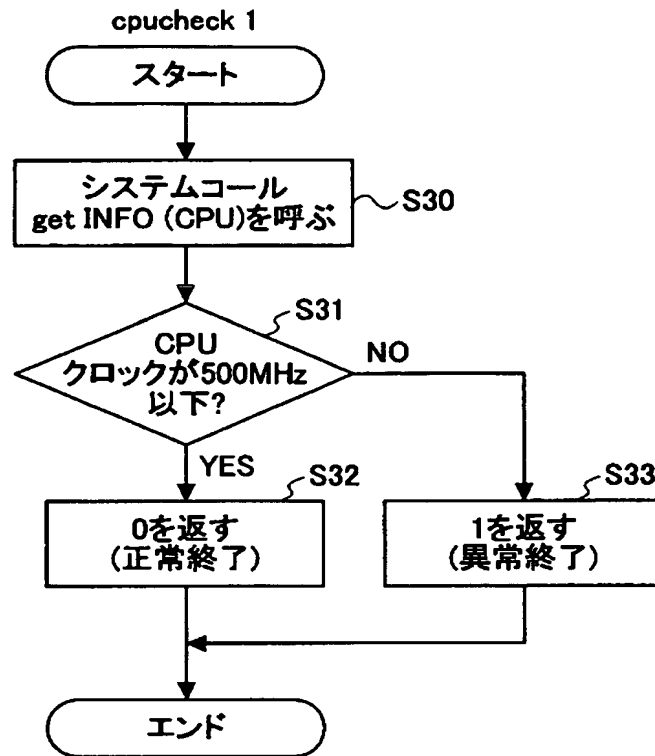 cpucheck 1
スタート
システムコール
get INFO (CPU)を呼ぶ
S30
S31
CPU
クロックが500MHz
以下?
NO
YES
S32
S33
0を返す
(正常終了)
1を返す
(異常終了)
エンド